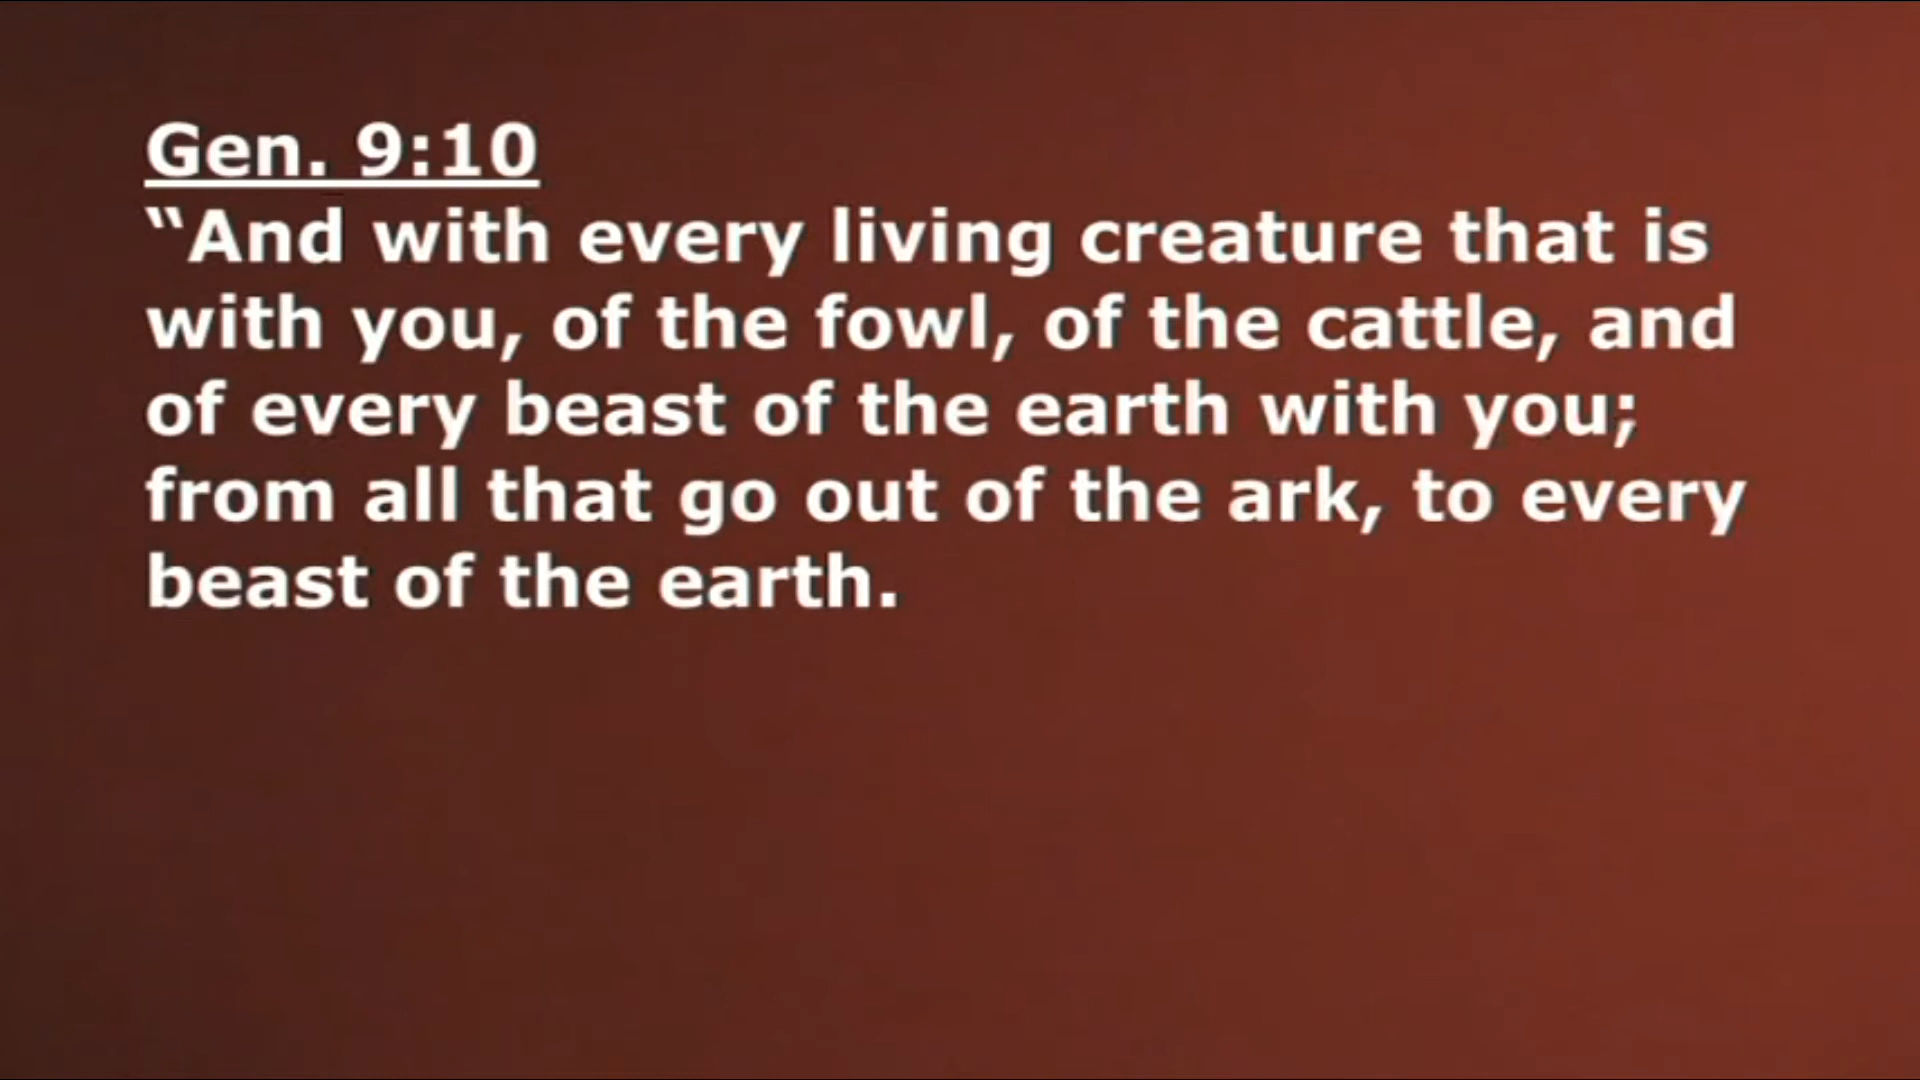 Gen. 9:10
“And with every living creature that is
with you, of the fowl, of the cattle, and
of every beast of the earth with you;
from all that go out of the ark, to every
beast of the earth.